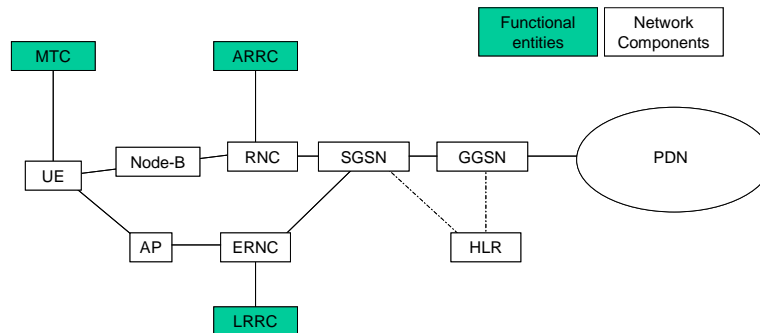 Functional
entities
Network
Components
MTC
ARRC
Node-B
RNC
SGSN
GGSN
PDN
UE
AP
ERNC
HLR
LRRC